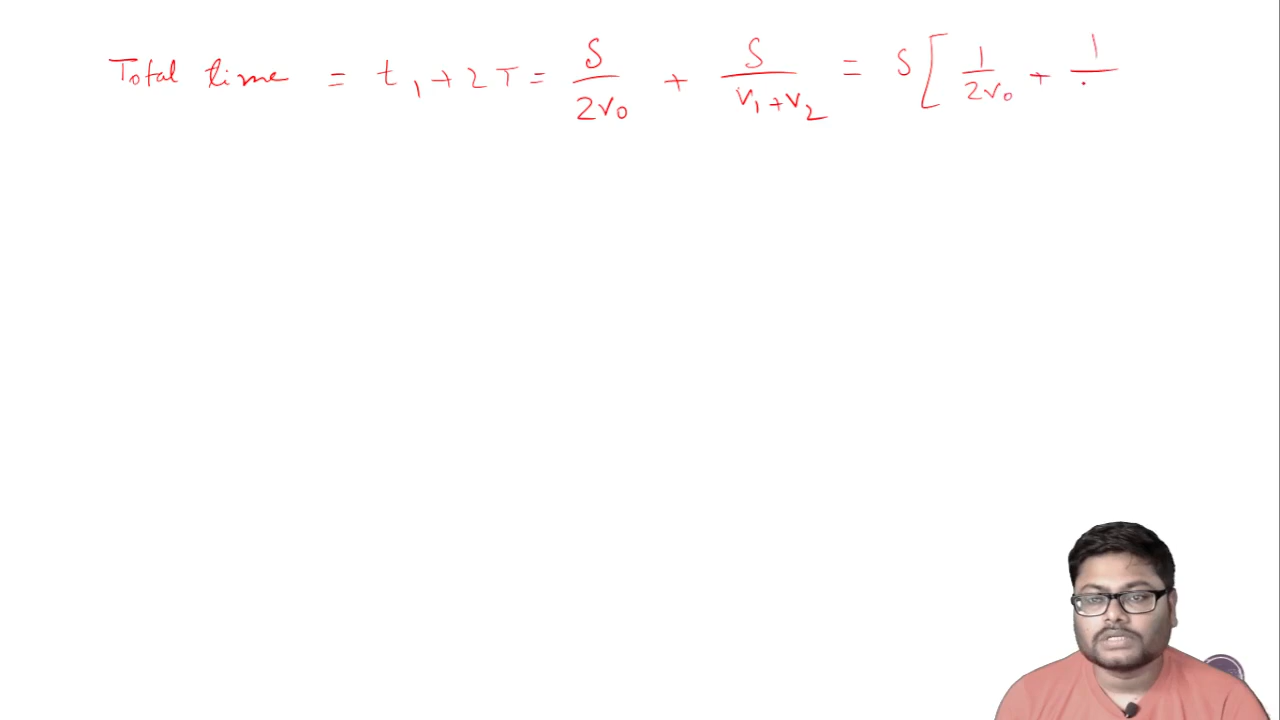 Total time = t₁ + 2T = S/2v₀ + S/v₁+v₂ = S [ 1/2v₀ + 1/